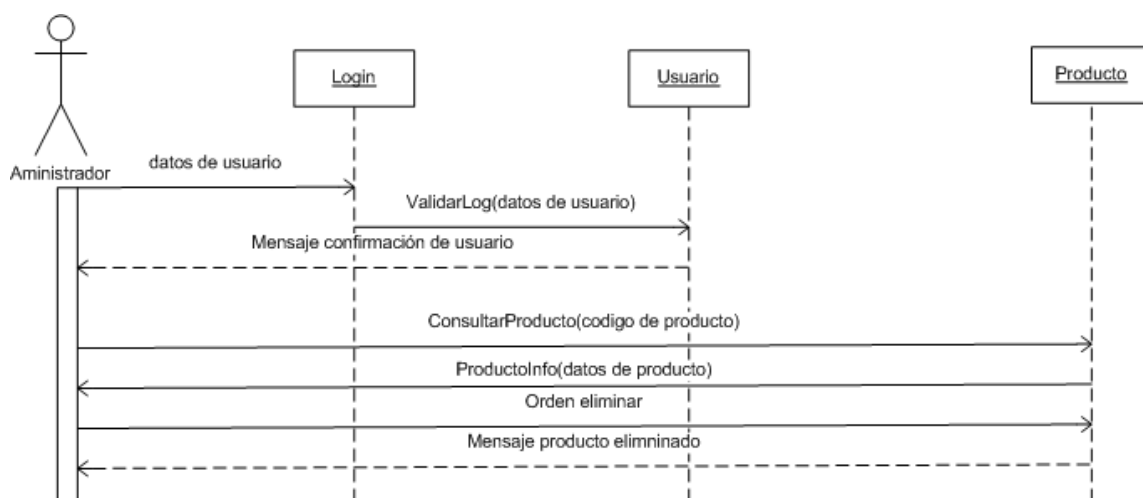 Login
Usuario
Producto
Aministrador
datos de usuario
ValidarLog(datos de usuario)
Mensaje confirmación de usuario
ConsultarProducto(codigo de producto)
ProductoInfo(datos de producto)
Orden eliminar
Mensaje producto elimninado